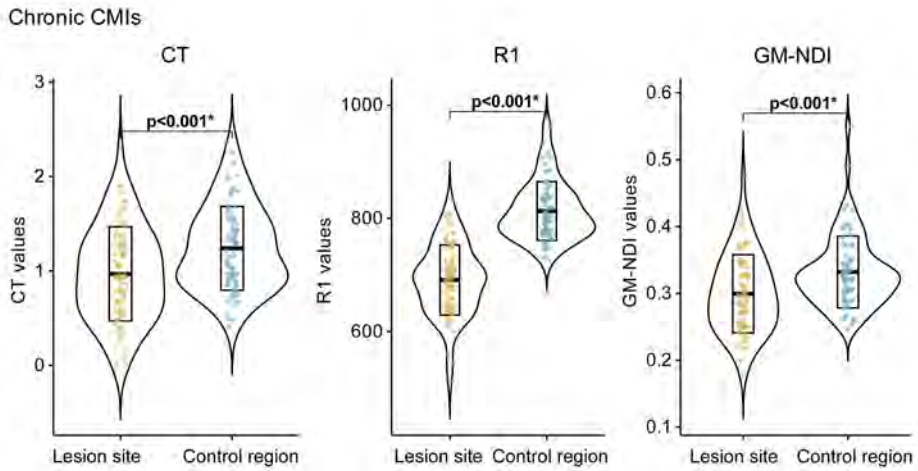 Chronic CMIs
CT
CT values
3
2
1
0
p<0.001*
Lesion site
Control region
R1
R1 values
1000
800
600
p<0.001*
Lesion site
Control region
GM-NDI
GM-NDI values
0.6
0.5
0.4
0.3
0.2
0.1
p<0.001*
Lesion site
Control region